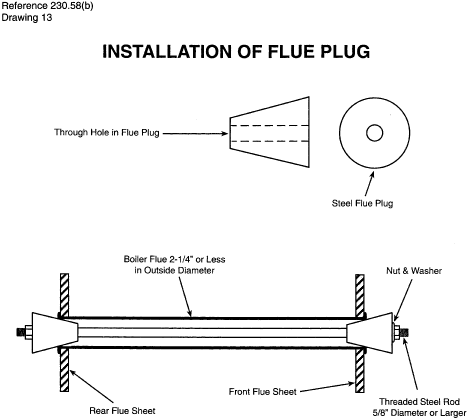 Reference 230.58(b)
Drawing 13
INSTALLATION OF FLUE PLUG
Through Hole in Flue Plug
Steel Flue Plug
Boiler Flue 2-1/4" or Less
in Outside Diameter
Nut & Washer
Front Flue Sheet
Threaded Steel Rod
5/8" Diameter or Larger
Rear Flue Sheet